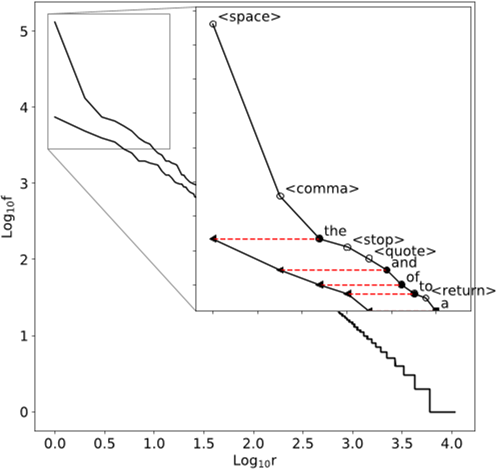 <space>
<comma>
the
<stop>
<quote>
and
of
to
<return>
a
5
4
3
2
1
0
Log10f
0.0 0.5 1.0 1.5 2.0 2.5 3.0 3.5 4.0
Log10r